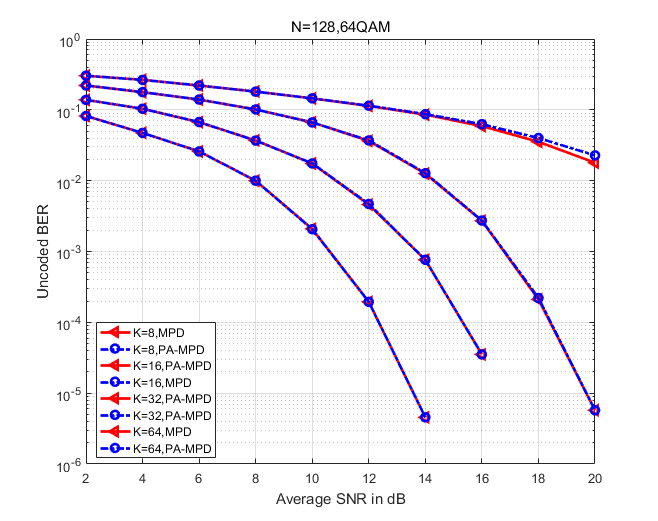 N=128,64QAM
10^0
10^-1
10^-2
10^-3
10^-4
10^-5
10^-6
Uncoded BER
K=8,MPD
K=8,PA-MPD
K=16,PA-MPD
K=16,MPD
K=32,PA-MPD
K=32,PA-MPD
K=64,MPD
K=64,PA-MPD
2 4 6 8 10 12 14 16 18 20
Average SNR in dB